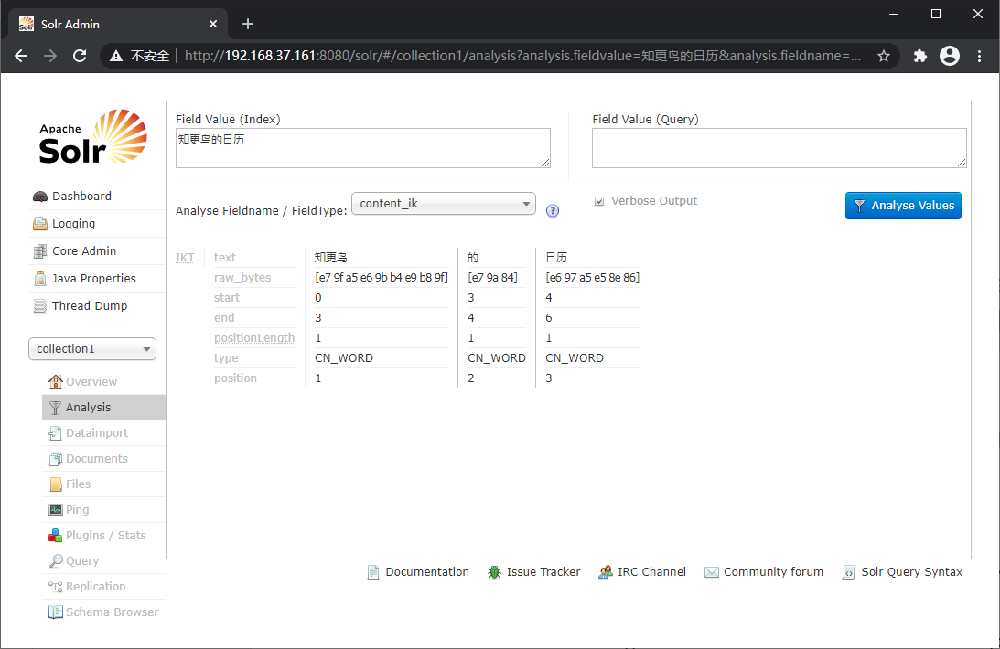 Solr Admin
不安全 http://192.168.37.161:8080/solr/#/collection1/analysis?analysis.fieldvalue=知更鸟的日历&analysis.fieldname=...
Apache
Solr
Dashboard
Logging
Core Admin
Java Properties
Thread Dump
collection1
Overview
Analysis
Dataimport
Documents
Files
Ping
Plugins / Stats
Query
Replication
Schema Browser
Field Value (Index)
知更鸟的日历
Field Value (Query)
Analyse Fieldname / FieldType: content_ik ? Verbose Output Analyse Values
IKT text 知更鸟 的 日历
raw_bytes [e7 9f a5 e6 9b b4 e9 b8 9f] [e7 9a 84] [e6 97 a5 e5 8e 86]
start 0 3 4
end 3 4 6
positionLength 1 1 1
type CN_WORD CN_WORD CN_WORD
position 1 2 3
Documentation Issue Tracker IRC Channel Community forum Solr Query Syntax